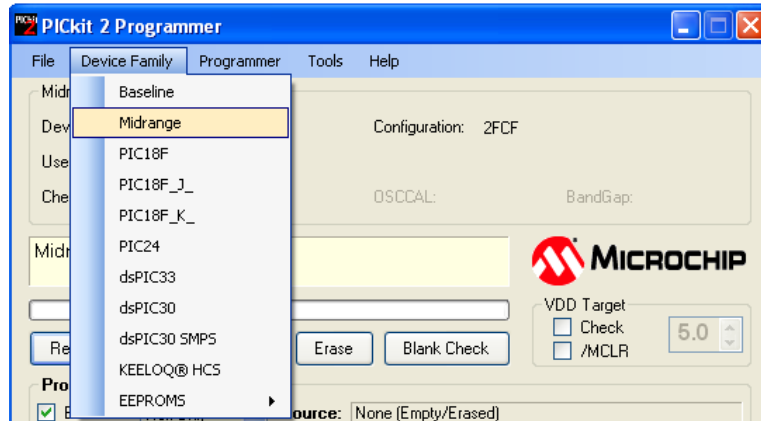 PICkit 2 Programmer
File Device Family Programmer Tools Help
Baseline
Midrange
PIC18F
PIC18F_J_
PIC18F_K_
PIC24
dsPIC33
dsPIC30
dsPIC30 SMPS
KEELOQ® HCS
EEPROMS
Configuration: 2FCF
OSCCAL: BandGap:
MICROCHIP
VDD Target
Check
/MCLR
5.0
Erase Blank Check
None (Empty/Erased)